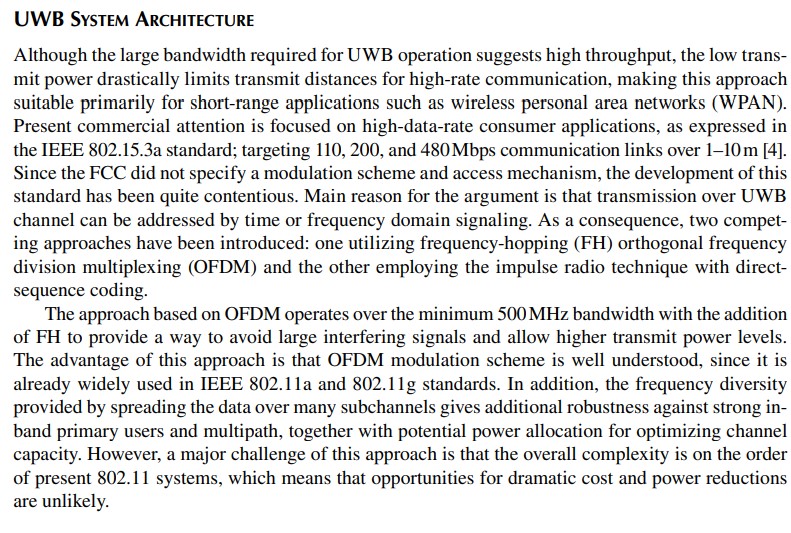 UWB SYSTEM ARCHITECTURE
Although the large bandwidth required for UWB operation suggests high throughput, the low trans-
mit power drastically limits transmit distances for high-rate communication, making this approach
suitable primarily for short-range applications such as wireless personal area networks (WPAN).
Present commercial attention is focused on high-data-rate consumer applications, as expressed in
the IEEE 802.15.3a standard; targeting 110, 200, and 480 Mbps communication links over 1–10 m [4].
Since the FCC did not specify a modulation scheme and access mechanism, the development of this
standard has been quite contentious. Main reason for the argument is that transmission over UWB
channel can be addressed by time or frequency domain signaling. As a consequence, two compet-
ing approaches have been introduced: one utilizing frequency-hopping (FH) orthogonal frequency
division multiplexing (OFDM) and the other employing the impulse radio technique with direct-
sequence coding.
The approach based on OFDM operates over the minimum 500 MHz bandwidth with the addition
of FH to provide a way to avoid large interfering signals and allow higher transmit power levels.
The advantage of this approach is that OFDM modulation scheme is well understood, since it is
already widely used in IEEE 802.11a and 802.11g standards. In addition, the frequency diversity
provided by spreading the data over many subchannels gives additional robustness against strong in-
band primary users and multipath, together with potential power allocation for optimizing channel
capacity. However, a major challenge of this approach is that the overall complexity is on the order
of present 802.11 systems, which means that opportunities for dramatic cost and power reductions
are unlikely.